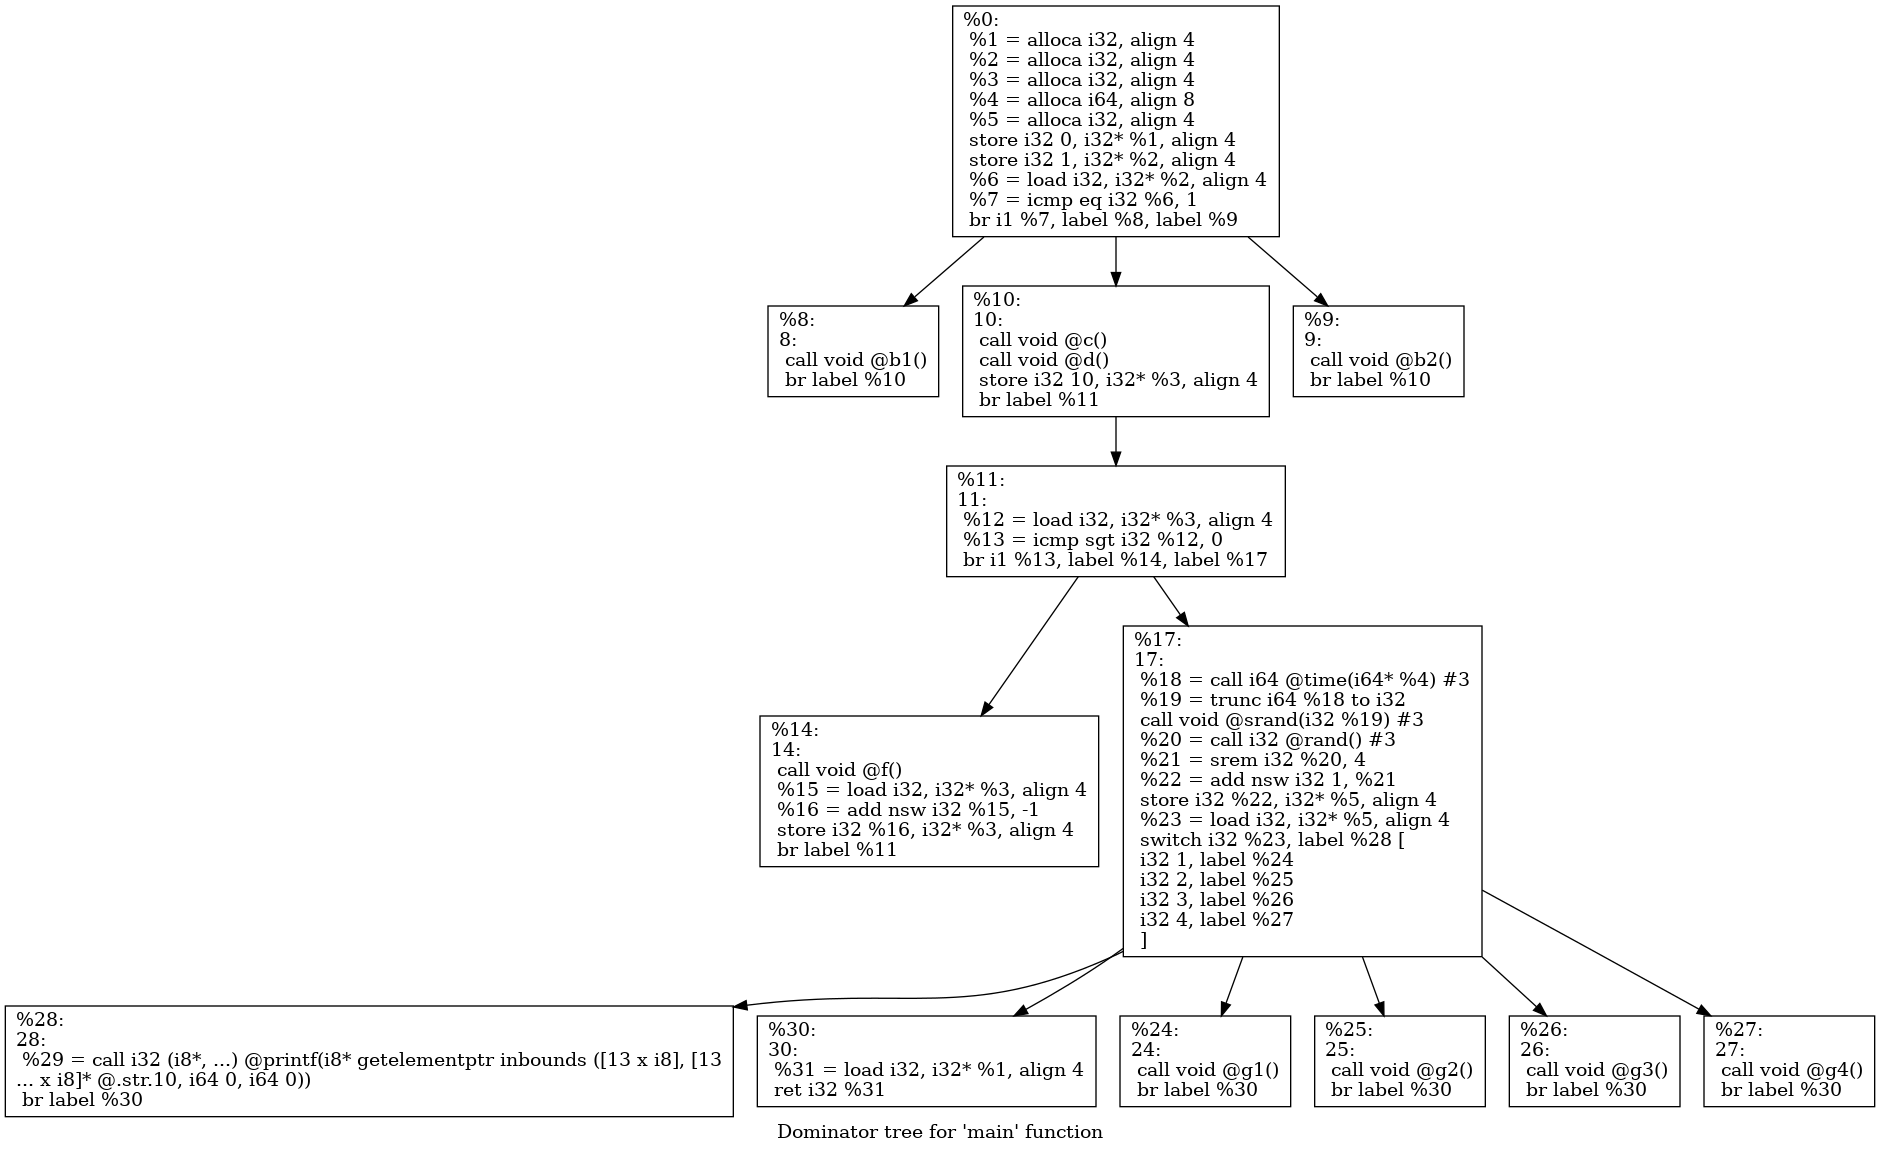 %0:
%1 = alloca i32, align 4
%2 = alloca i32, align 4
%3 = alloca i32, align 4
%4 = alloca i64, align 8
%5 = alloca i32, align 4
store i32 0, i32* %1, align 4
store i32 1, i32* %2, align 4
%6 = load i32, i32* %2, align 4
%7 = icmp eq i32 %6, 1
br i1 %7, label %8, label %9
%8:
8:
call void @b1()
br label %10
%10:
10:
call void @c()
call void @d()
store i32 10, i32* %3, align 4
br label %11
%9:
9:
call void @b2()
br label %10
%11:
11:
%12 = load i32, i32* %3, align 4
%13 = icmp sgt i32 %12, 0
br i1 %13, label %14, label %17
%14:
14:
call void @f()
%15 = load i32, i32* %3, align 4
%16 = add nsw i32 %15, -1
store i32 %16, i32* %3, align 4
br label %11
%17:
17:
%18 = call i64 @time(i64* %4) #3
%19 = trunc i64 %18 to i32
call void @srand(i32 %19) #3
%20 = call i32 @rand() #3
%21 = srem i32 %20, 4
%22 = add nsw i32 1, %21
store i32 %22, i32* %5, align 4
%23 = load i32, i32* %5, align 4
switch i32 %23, label %28 [
i32 1, label %24
i32 2, label %25
i32 3, label %26
i32 4, label %27
]
%28:
28:
%29 = call i32 (i8*, ...) @printf(i8* getelementptr inbounds ([13 x i8], [13
... x i8]* @.str.10, i64 0, i64 0))
br label %30
%30:
30:
%31 = load i32, i32* %1, align 4
ret i32 %31
%24:
24:
call void @g1()
br label %30
%25:
25:
call void @g2()
br label %30
%26:
26:
call void @g3()
br label %30
%27:
27:
call void @g4()
br label %30
Dominator tree for 'main' function